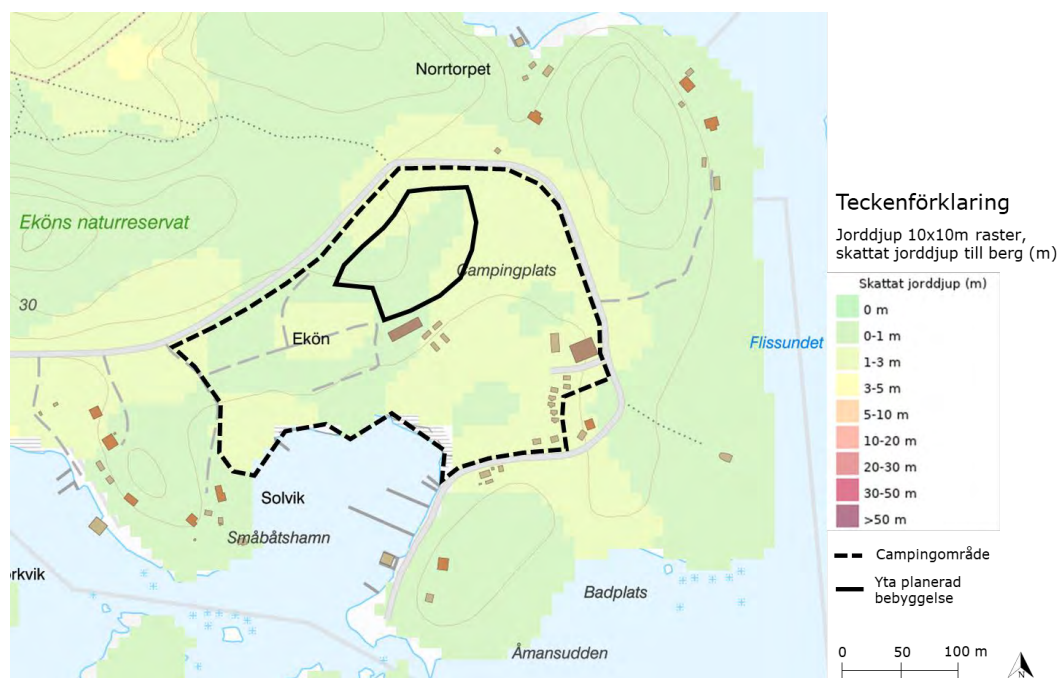 Norrtorpet
Eköns naturreservat
Campingplats
30
Ekön
Flissundet
Solvik
Småbåtshamn
rkvik
Badplats
Åmansudden
Teckenförklaring
Jorddjup 10x10m raster,
skattat jorddjup till berg (m)
Skattat jorddjup (m)
0 m
0-1 m
1-3 m
3-5 m
5-10 m
10-20 m
20-30 m
30-50 m
>50 m
Campingområde
Yta planerad
bebyggelse
0 50 100 m
N